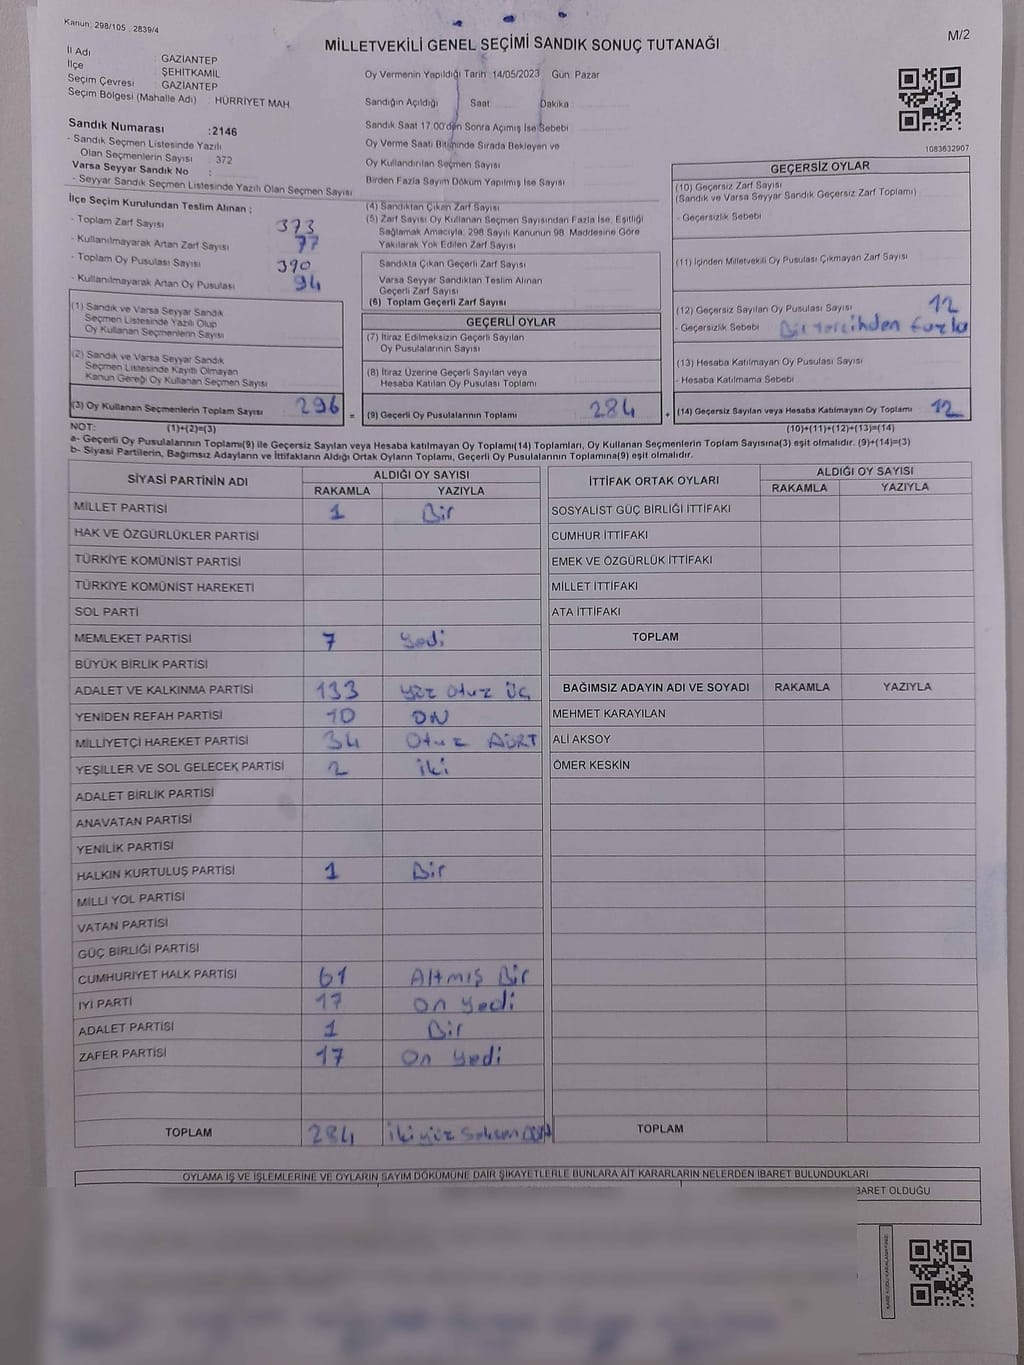 Kanun: 298/105 , 2839/4
M/2
MİLLETVEKİLİ GENEL SEÇİMİ SANDIK SONUÇ TUTANAĞI
İl Adı : GAZİANTEP
İlçe : ŞEHİTKAMİL
Seçim Çevresi : GAZİANTEP
Seçim Bölgesi (Mahalle Adı) : HÜRRİYET MAH.
Sandık Numarası :2146
- Sandık Seçmen Listesinde Yazılı
Olan Seçmenlerin Sayısı : 372
Varsa Seyyar Sandık No :
- Seyyar Sandık Seçmen Listesinde Yazılı Olan Seçmen Sayısı
Oy Vermenin Yapıldığı Tarih: 14/05/2023 Gün: Pazar
Sandığın Açıldığı Saat: Dakika:
Sandık Saat 17.00'den Sonra Açımış İse Sebebi
Oy Verme Saati Bitiminde Sırada Bekleyen ve
Oy Kullandırılan Seçmen Sayısı
Birden Fazla Sayım Döküm Yapılmış İse Sayısı
1083632907
İlçe Seçim Kurulundan Teslim Alınan :
- Toplam Zarf Sayısı 373
- Kullanılmayarak Artan Zarf Sayısı 77
- Toplam Oy Pusulası Sayısı 390
- Kullanılmayarak Artan Oy Pusulası 94
(4) Sandıktan Çıkan Zarf Sayısı
(5) Zarf Sayısı Oy Kullanan Seçmen Sayısından Fazla İse, Eşitliği
Sağlamak Amacıyla, 298 Sayılı Kanunun 98. Maddesine Göre
Yakılarak Yok Edilen Zarf Sayısı
Sandıkta Çıkan Geçerli Zarf Sayısı
Varsa Seyyar Sandıktan Teslim Alınan
Geçerli Zarf Sayısı
(6) Toplam Geçerli Zarf Sayısı
GEÇERSİZ OYLAR
(10) Geçersiz Zarf Sayısı
(Sandık ve Varsa Seyyar Sandık Geçersiz Zarf Toplamı)
- Geçersizlik Sebebi
(11) İçinden Milletvekili Oy Pusulası Çıkmayan Zarf Sayısı
(12) Geçersiz Sayılan Oy Pusulası Sayısı 12
- Geçersizlik Sebebi Bir tercihden fazla
(13) Hesaba Katılmayan Oy Pusulası Sayısı
- Hesaba Katılmama Sebebi
(14) Geçersiz Sayılan veya Hesaba Katılmayan Oy Toplamı 12
(1) Sandık ve Varsa Seyyar Sandık
Seçmen Listesinde Yazılı Olup
Oy Kullanan Seçmenlerin Sayısı
(2) Sandık ve Varsa Seyyar Sandık
Seçmen Listesinde Kayıtlı Olmayan
Kanun Gereği Oy Kullanan Seçmen Sayısı
(3) Oy Kullanan Seçmenlerin Toplam Sayısı 296 =
GEÇERLİ OYLAR
(7) İtiraz Edilmeksizin Geçerli Sayılan
Oy Pusulalarının Sayısı
(8) İtiraz Üzerine Geçerli Sayılan veya
Hesaba Katılan Oy Pusulası Toplamı
(9) Geçerli Oy Pusulalarının Toplamı 284 +
NOT: (1)+(2)=(3) (10)+(11)+(12)+(13)=(14)
a- Geçerli Oy Pusulalarının Toplamı(9) ile Geçersiz Sayılan veya Hesaba katılmayan Oy Toplamı(14) Toplamları, Oy Kullanan Seçmenlerin Toplam Sayısına(3) eşit olmalıdır. (9)+(14)=(3)
b- Siyasi Partilerin, Bağımsız Adayların ve İttifakların Aldığı Ortak Oyların Toplamı, Geçerli Oy Pusulalarının Toplamına(9) eşit olmalıdır.
SİYASİ PARTİNİN ADI ALDIĞI OY SAYISI
RAKAMLA YAZIYLA
MİLLET PARTİSİ 1 Bir
HAK VE ÖZGÜRLÜKLER PARTİSİ
TÜRKİYE KOMÜNİST PARTİSİ
TÜRKİYE KOMÜNİST HAREKETİ
SOL PARTİ
MEMLEKET PARTİSİ 7 Yedi
BÜYÜK BİRLİK PARTİSİ
ADALET VE KALKINMA PARTİSİ 133 Yüz Otuz Üç
YENİDEN REFAH PARTİSİ 10 ON
MİLLİYETÇİ HAREKET PARTİSİ 34 Otuz DÖRT
YEŞİLLER VE SOL GELECEK PARTİSİ 2 iki
ADALET BİRLİK PARTİSİ
ANAVATAN PARTİSİ
YENİLİK PARTİSİ
HALKIN KURTULUŞ PARTİSİ 1 Bir
MİLLİ YOL PARTİSİ
VATAN PARTİSİ
GÜÇ BİRLİĞİ PARTİSİ
CUMHURİYET HALK PARTİSİ 61 Altmış Bir
İYİ PARTİ 17 on yedi
ADALET PARTİSİ 1 Bir
ZAFER PARTİSİ 17 On yedi
TOPLAM 284 ikiyüz Seksen
İTTİFAK ORTAK OYLARI ALDIĞI OY SAYISI
RAKAMLA YAZIYLA
SOSYALİST GÜÇ BİRLİĞİ İTTİFAKI
CUMHUR İTTİFAKI
EMEK VE ÖZGÜRLÜK İTTİFAKI
MİLLET İTTİFAKI
ATA İTTİFAKI
TOPLAM
BAĞIMSIZ ADAYIN ADI VE SOYADI RAKAMLA YAZIYLA
MEHMET KARAYILAN
ALİ AKSOY
ÖMER KESKİN
TOPLAM
OYLAMA İŞ VE İŞLEMLERİNE VE OYLARIN SAYIM DÖKÜMÜNE DAİR ŞİKAYETLERLE BUNLARA AİT KARARLARIN NELERDEN İBARET BULUNDUKLARI
BARET OLDUĞU